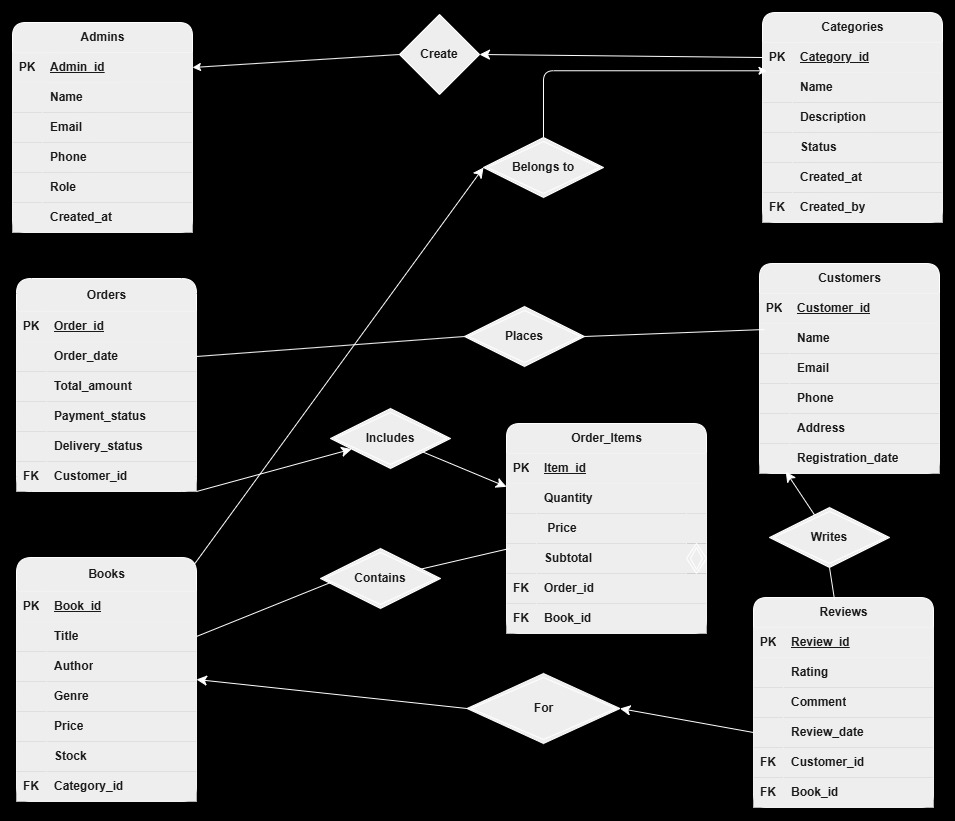 Admins
PK Admin_id
Name
Email
Phone
Role
Created_at
Create
Categories
PK Category_id
Name
Description
Status
Created_at
FK Created_by
Belongs to
Orders
PK Order_id
Order_date
Total_amount
Payment_status
Delivery_status
FK Customer_id
Places
Customers
PK Customer_id
Name
Email
Phone
Address
Registration_date
Includes
Order_Items
PK Item_id
Quantity
Price
Subtotal
FK Order_id
FK Book_id
Writes
Books
PK Book_id
Title
Author
Genre
Price
Stock
FK Category_id
Contains
For
Reviews
PK Review_id
Rating
Comment
Review_date
FK Customer_id
FK Book_id